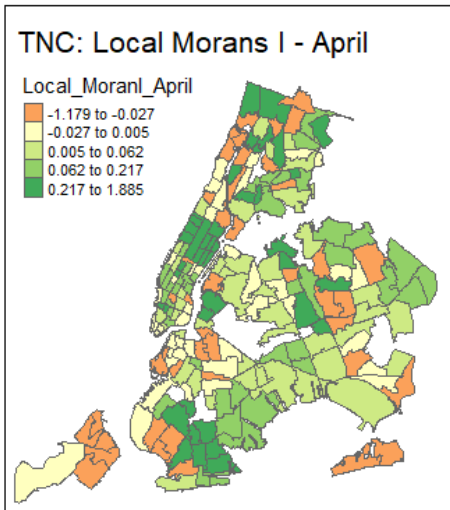 TNC: Local Morans I - April
Local_MoranI_April
-1.179 to -0.027
-0.027 to 0.005
0.005 to 0.062
0.062 to 0.217
0.217 to 1.885